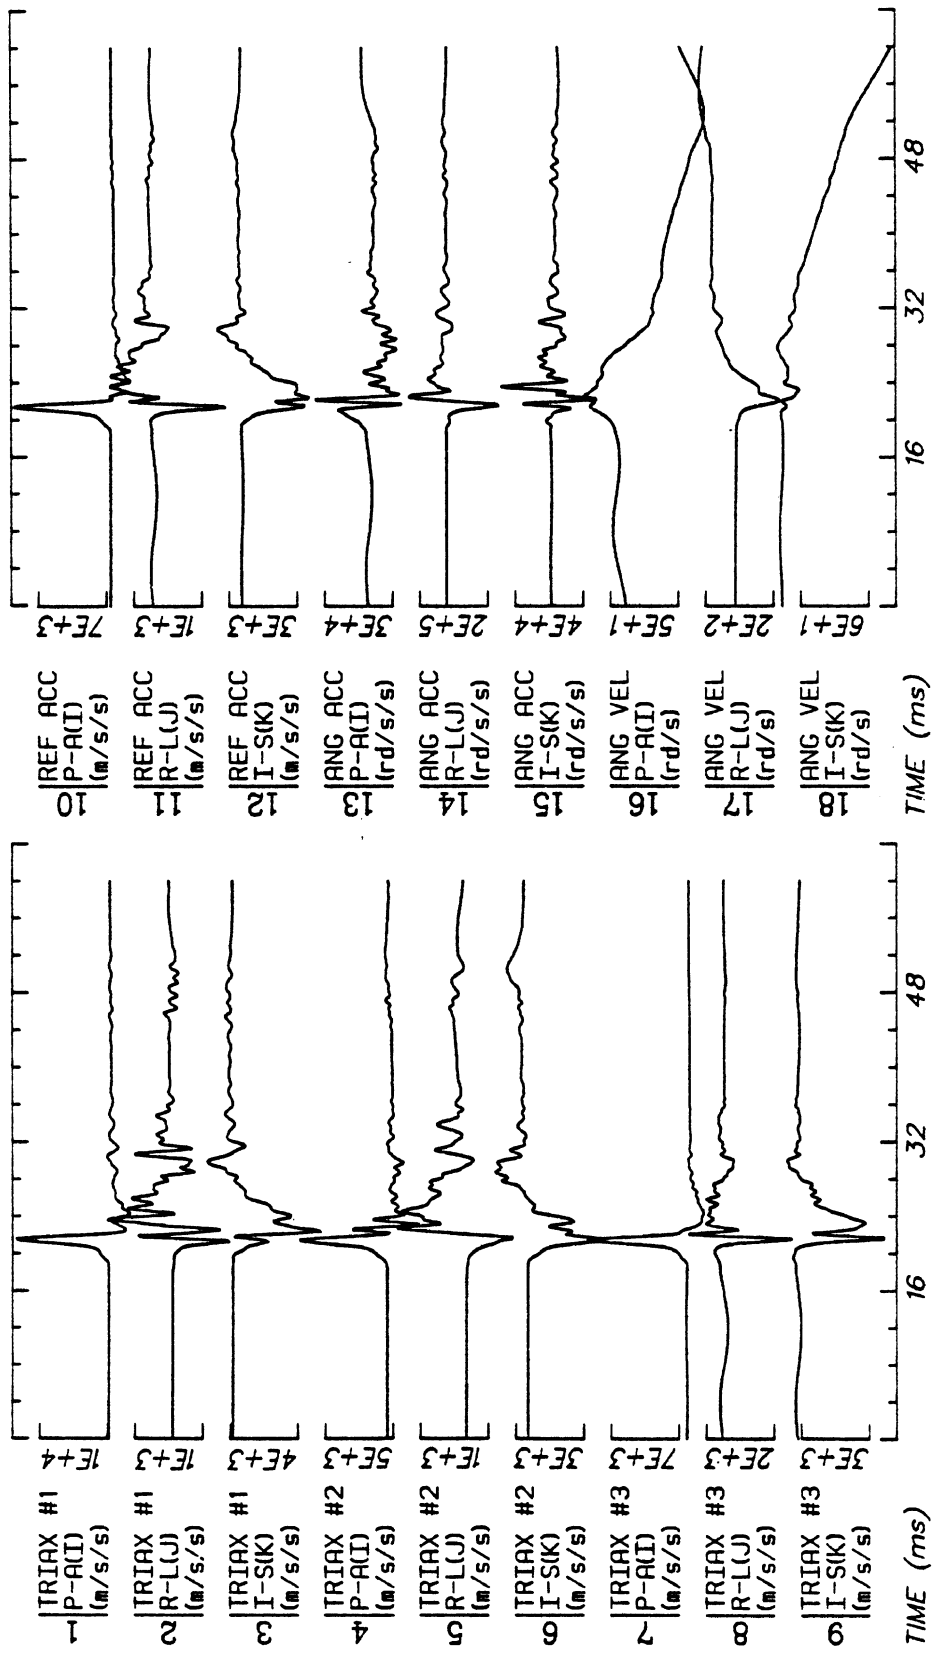 1
TRIAX #1
P-A(I)
(m/s/s)
1E+4
2
TRIAX #1
R-L(J)
(m/s/s)
1E+3
3
TRIAX #1
I-S(K)
(m/s/s)
4E+3
4
TRIAX #2
P-A(I)
(m/s/s)
5E+3
5
TRIAX #2
R-L(J)
(m/s/s)
1E+3
6
TRIAX #2
I-S(K)
(m/s/s)
3E+3
7
TRIAX #3
P-A(I)
(m/s/s)
7E+3
8
TRIAX #3
R-L(J)
(m/s/s)
2E+3
9
TRIAX #3
I-S(K)
(m/s/s)
3E+3
TIME (ms)
16
32
48
10
REF ACC
P-A(I)
(m/s/s)
7E+3
11
REF ACC
R-L(J)
(m/s/s)
1E+3
12
REF ACC
I-S(K)
(m/s/s)
3E+3
13
ANG ACC
P-A(I)
(rd/s/s)
3E+4
14
ANG ACC
R-L(J)
(rd/s/s)
2E+5
15
ANG ACC
I-S(K)
(rd/s/s)
4E+4
16
ANG VEL
P-A(I)
(rd/s)
5E+1
17
ANG VEL
R-L(J)
(rd/s)
2E+2
18
ANG VEL
I-S(K)
(rd/s)
6E+1
TIME (ms)
16
32
48